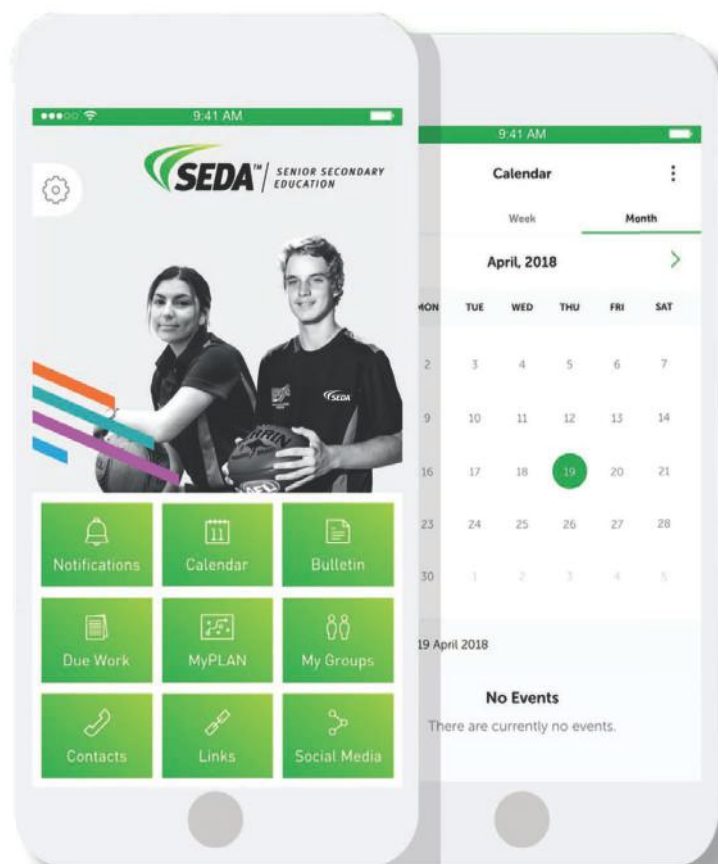 9:41 AM
SEDA™ SENIOR SECONDARY
EDUCATION
SEDA
Notifications
11
Calendar
Bulletin
Due Work
MyPLAN
My Groups
Contacts
Links
Social Media
9:41 AM
Calendar
Week Month
April, 2018
MON TUE WED THU FRI SAT
2 3 4 5 6 7
9 10 11 12 13 14
16 17 18 19 20 21
23 24 25 26 27 28
30 1 2 3 4 5
19 April 2018
No Events
There are currently no events.